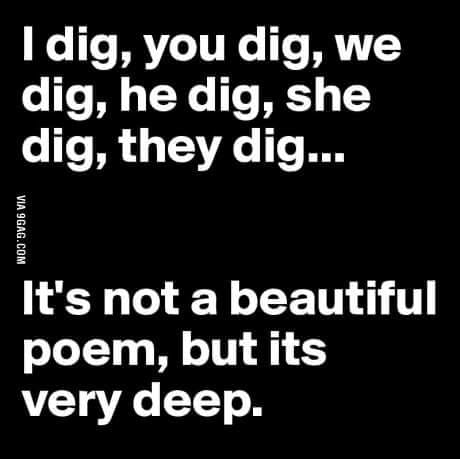 I dig, you dig, we
dig, he dig, she
dig, they dig...
VIA 9GAG.COM
It's not a beautiful
poem, but its
very deep.